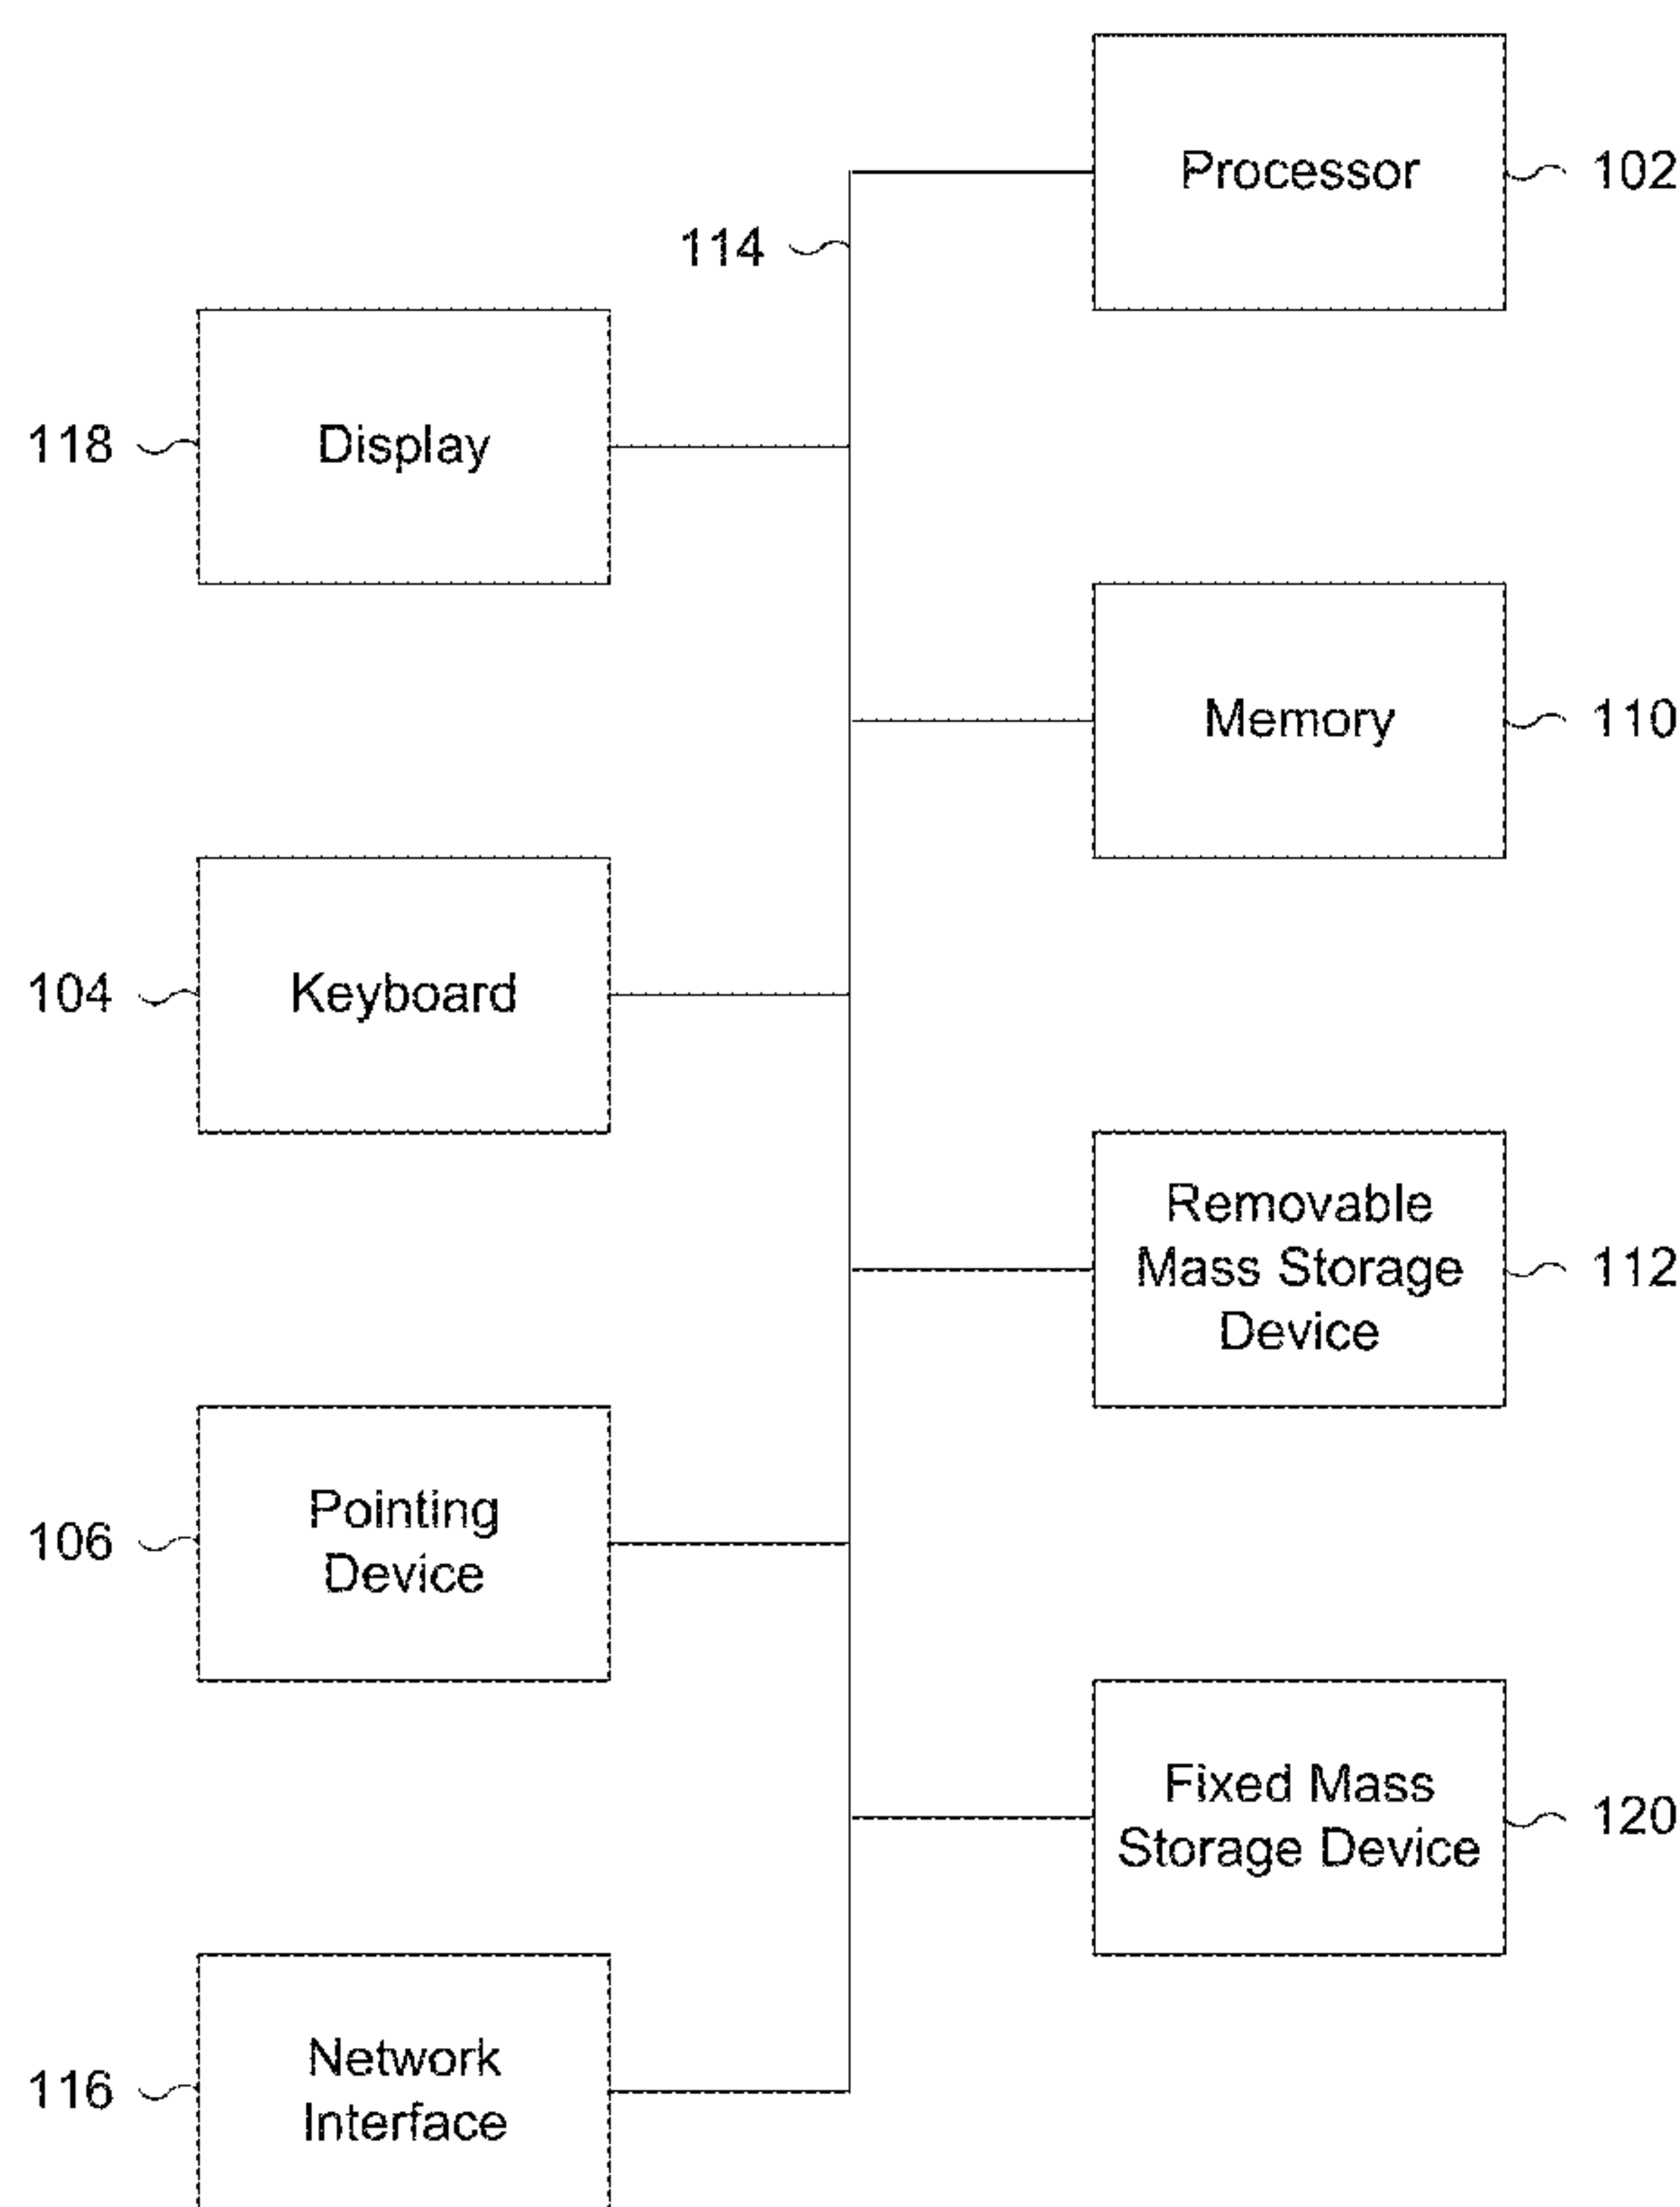 Processor
102
114
118
Display
Memory
110
104
Keyboard
Removable
Mass Storage
Device
112
106
Pointing
Device
Fixed Mass
Storage Device
120
116
Network
Interface